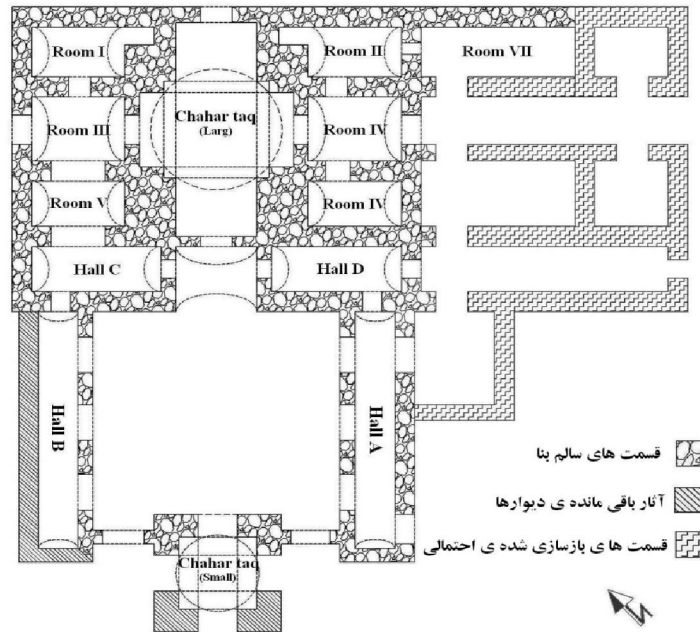 Room I
Room II
Room VII
Chahar taq
(Larg)
Room III
Room IV
Room V
Room IV
Hall C
Hall D
Hall B
Hall A
Chahar taq
(Small)
قسمت های سالم بنا
آثار باقی مانده ی دیوارها
قسمت ها ی بازسازی شده ی احتمالی
N